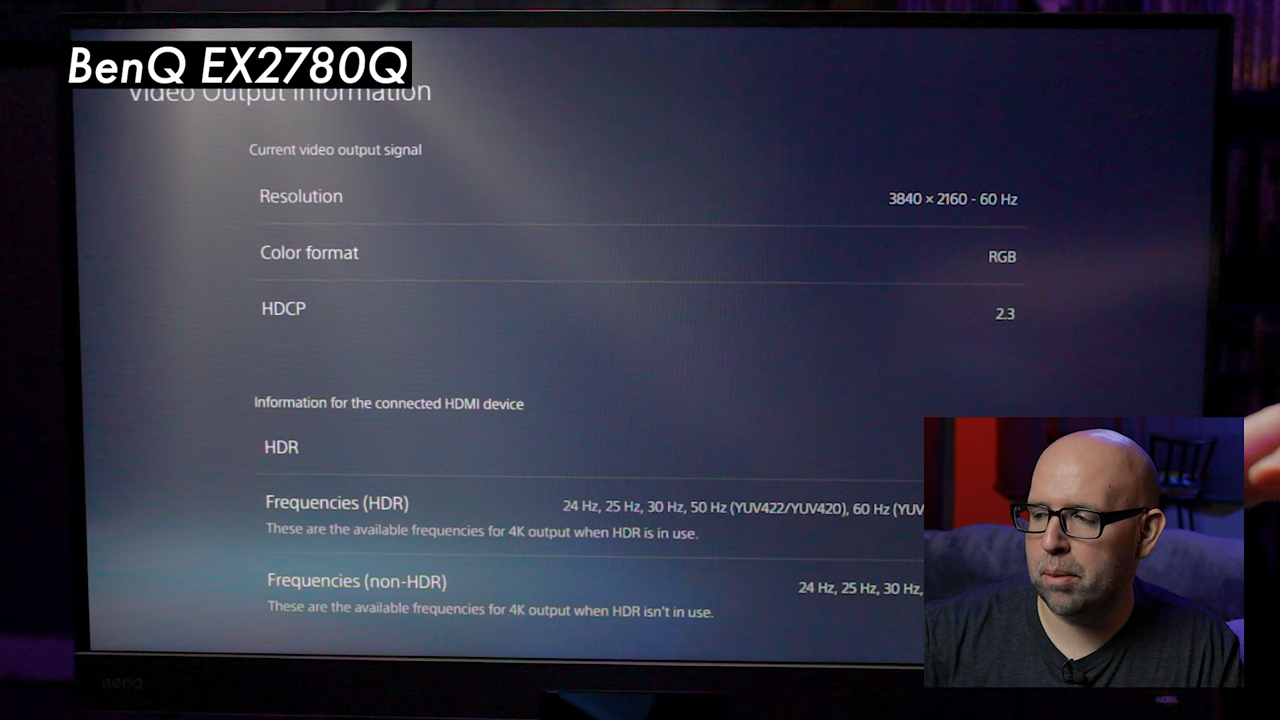 BenQ EX2780Q
Video Output Information
Current video output signal
Resolution 3840 × 2160 - 60 Hz
Color format RGB
HDCP 2.3
Information for the connected HDMI device
HDR
Frequencies (HDR) 24 Hz, 25 Hz, 30 Hz, 50 Hz (YUV422/YUV420), 60 Hz (YUV
These are the available frequencies for 4K output when HDR is in use.
Frequencies (non-HDR) 24 Hz, 25 Hz, 30 Hz,
These are the available frequencies for 4K output when HDR isn't in use.
BenQ